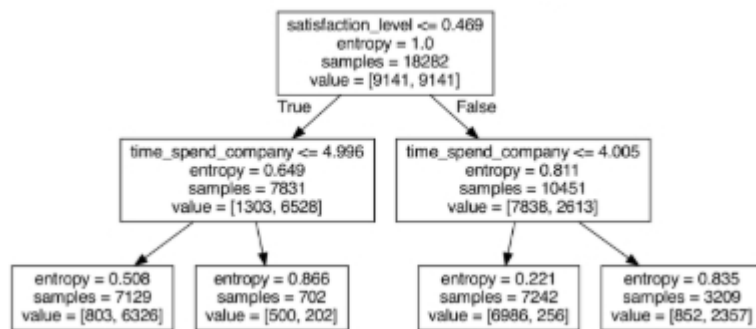 satisfaction_level <= 0.469
entropy = 1.0
samples = 18282
value = [9141, 9141]
True
False
time_spend_company <= 4.996
entropy = 0.649
samples = 7831
value = [1303, 6528]
time_spend_company <= 4.005
entropy = 0.811
samples = 10451
value = [7838, 2613]
entropy = 0.508
samples = 7129
value = [803, 6326]
entropy = 0.866
samples = 702
value = [500, 202]
entropy = 0.221
samples = 7242
value = [6986, 256]
entropy = 0.835
samples = 3209
value = [852, 2357]